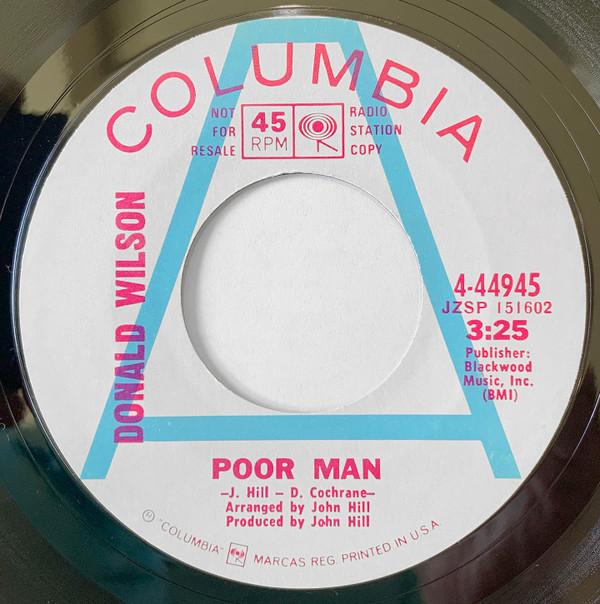 COLUMBIA
NOT
FOR
RESALE
45
RPM
RADIO
STATION
COPY
DONALD WILSON
4-44945
JZSP 151602
3:25
Publisher:
Blackwood
Music, Inc.
(BMI)
POOR MAN
—J. Hill — D. Cochrane—
Arranged by John Hill
Produced by John Hill
Ⓜ "COLUMBIA" MARCAS REG. PRINTED IN U.S.A.